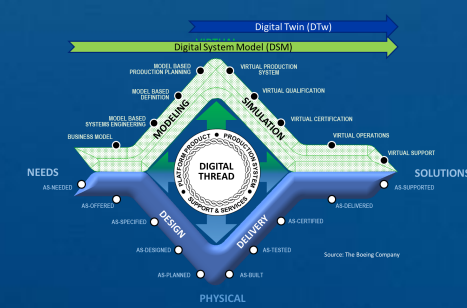 Digital Twin (DTw)
VIRTUAL
Digital System Model (DSM)
MODEL BASED
PRODUCTION PLANNING
VIRTUAL PRODUCTION
SYSTEM
MODEL BASED
DEFINITION
VIRTUAL QUALIFICATION
MODEL BASED
SYSTEMS ENGINEERING
VIRTUAL CERTIFICATION
MODELING
SIMULATION
BUSINESS MODEL
VIRTUAL OPERATIONS
VIRTUAL SUPPORT
PLATFORM PRODUCT • PRODUCTION SYSTEM
DIGITAL
THREAD
SUPPORT & SERVICES
NEEDS
SOLUTIONS
AS-NEEDED
AS-SUPPORTED
AS-OFFERED
AS-DELIVERED
AS-SPECIFIED
AS-CERTIFIED
DESIGN
DELIVERY
AS-DESIGNED
AS-TESTED
Source: The Boeing Company
AS-PLANNED
AS-BUILT
PHYSICAL